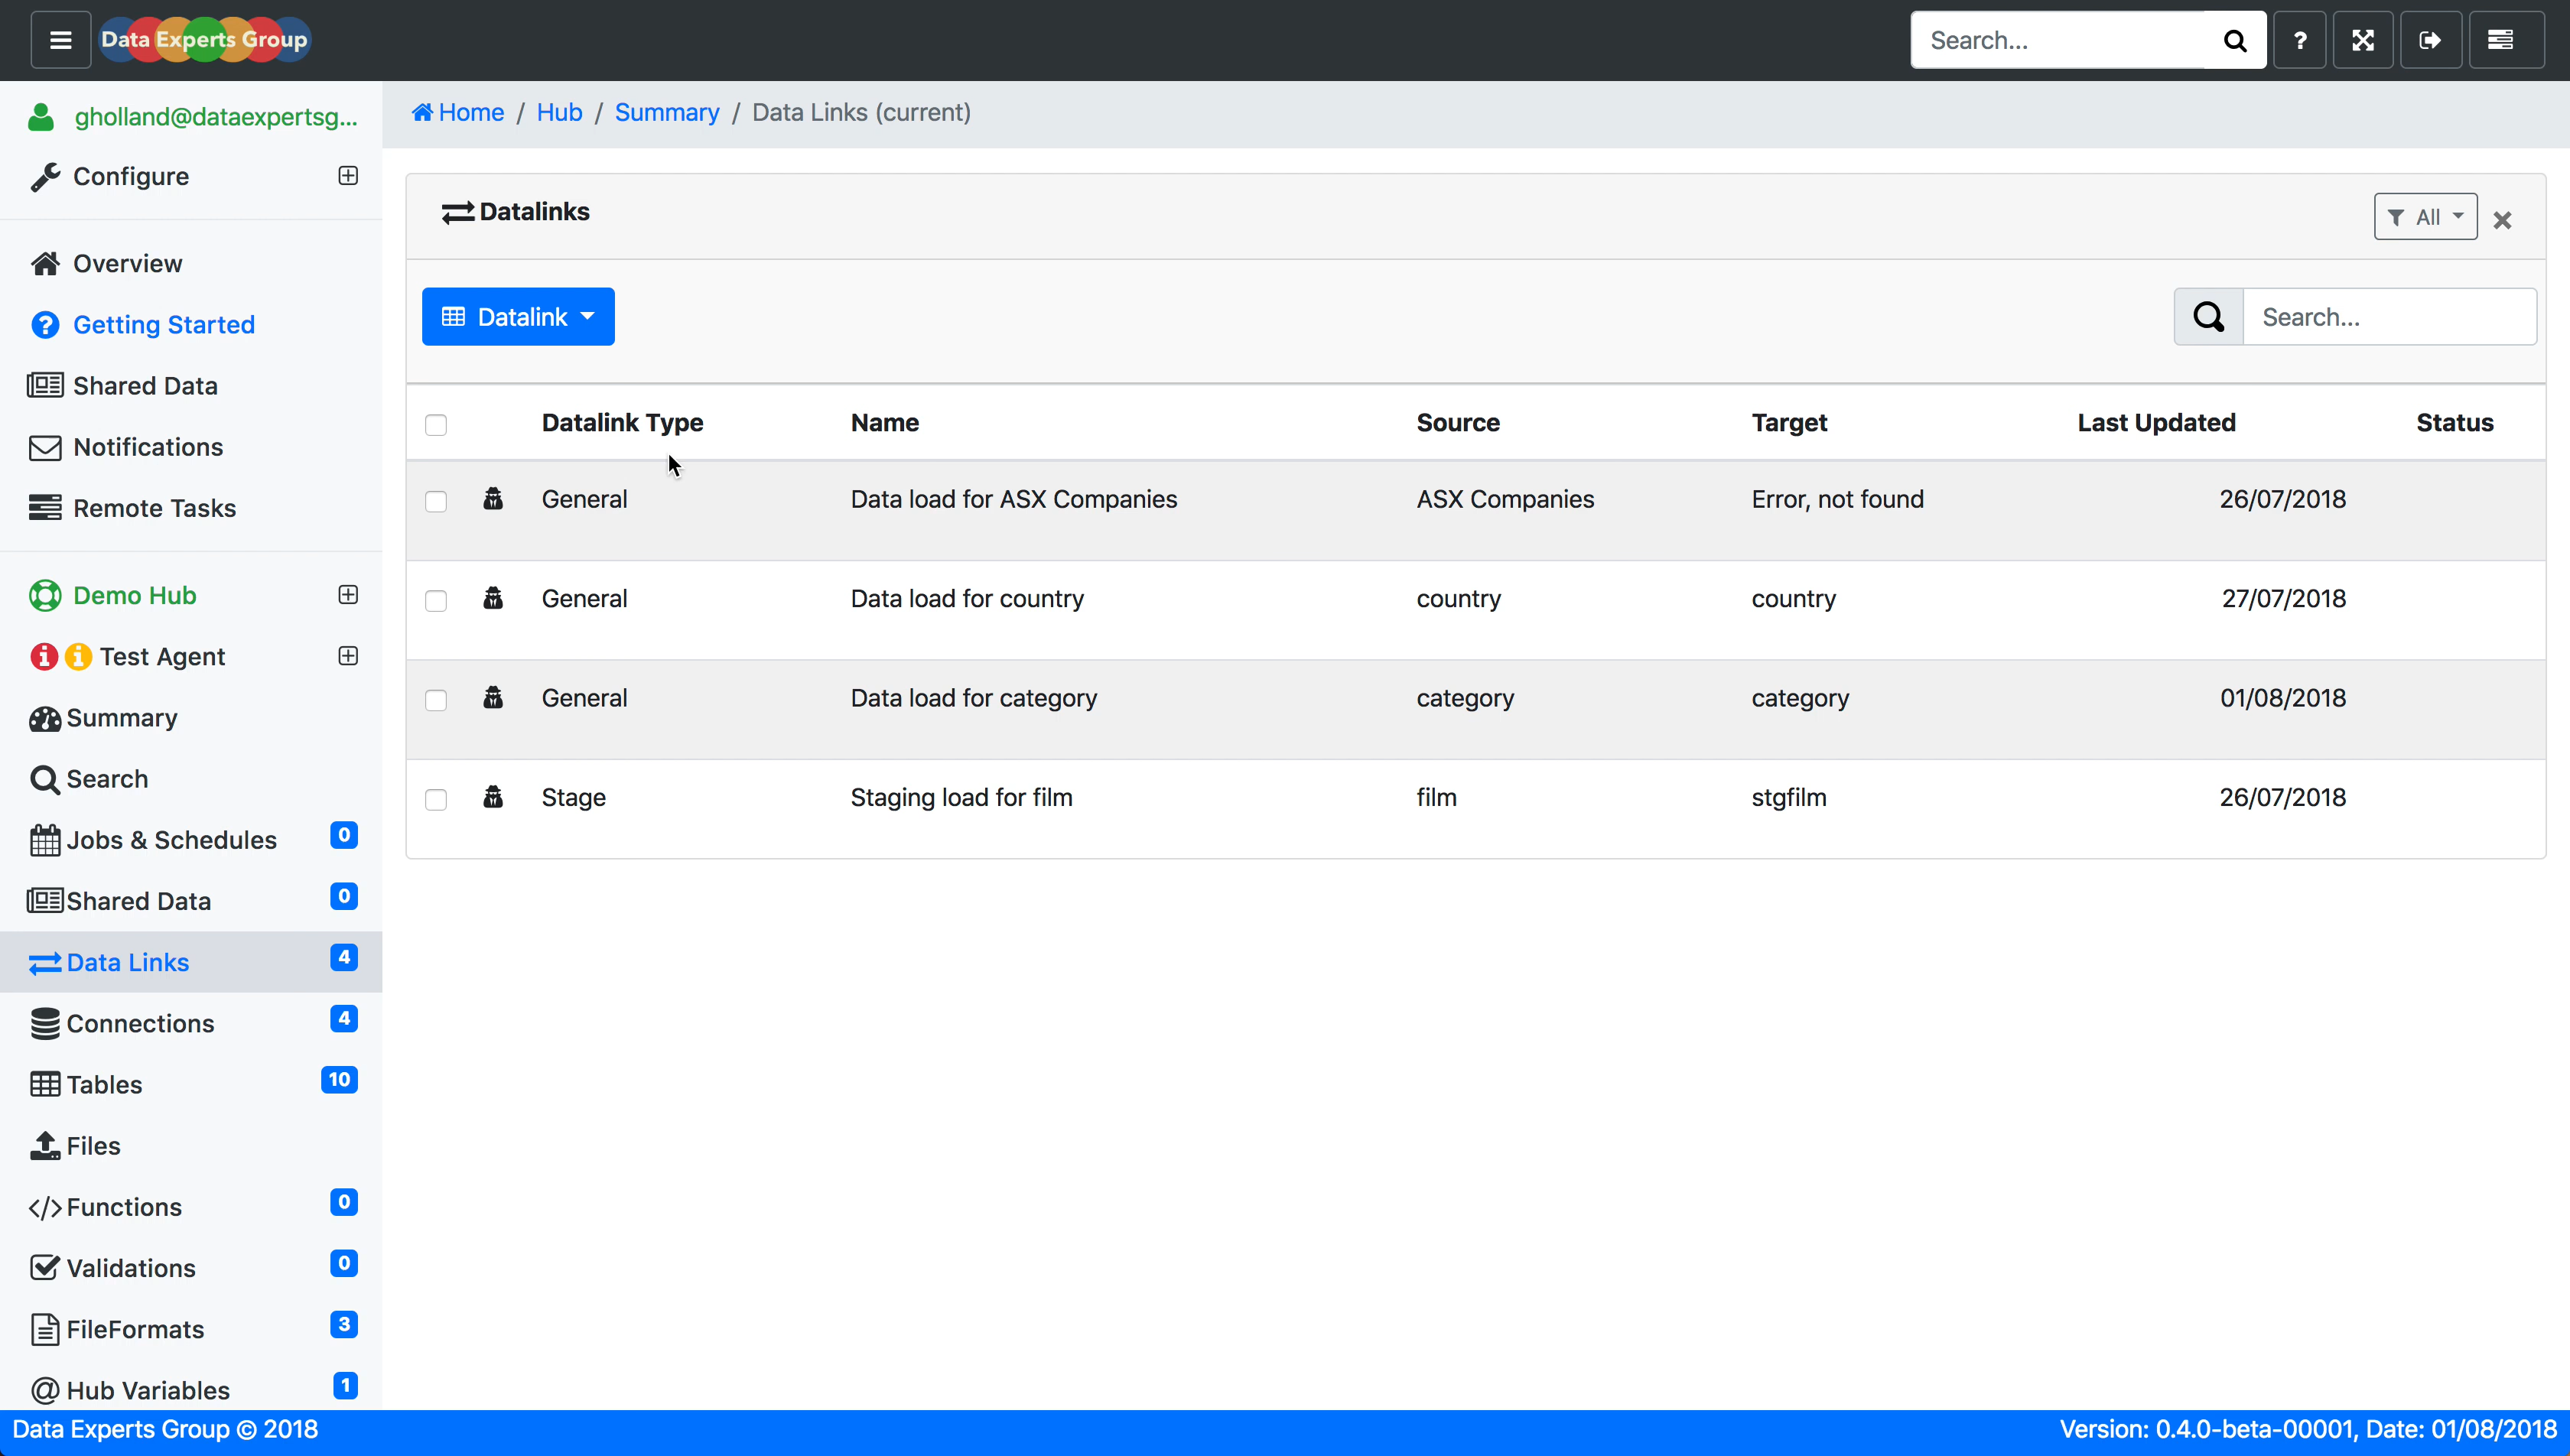 Data Experts Group
Search...
?
gholland@dataexpertsg...
Home / Hub / Summary / Data Links (current)
Configure
Overview
Getting Started
Shared Data
Notifications
Remote Tasks
Demo Hub
Test Agent
Summary
Search
Jobs & Schedules 0
Shared Data 0
Data Links 4
Connections 4
Tables 10
Files
Functions 0
Validations 0
FileFormats 3
Hub Variables 1
Datalinks
All
Datalink
Search...
Datalink Type Name Source Target Last Updated Status
General Data load for ASX Companies ASX Companies Error, not found 26/07/2018
General Data load for country country country 27/07/2018
General Data load for category category category 01/08/2018
Stage Staging load for film film stgfilm 26/07/2018
Data Experts Group © 2018
Version: 0.4.0-beta-00001, Date: 01/08/2018